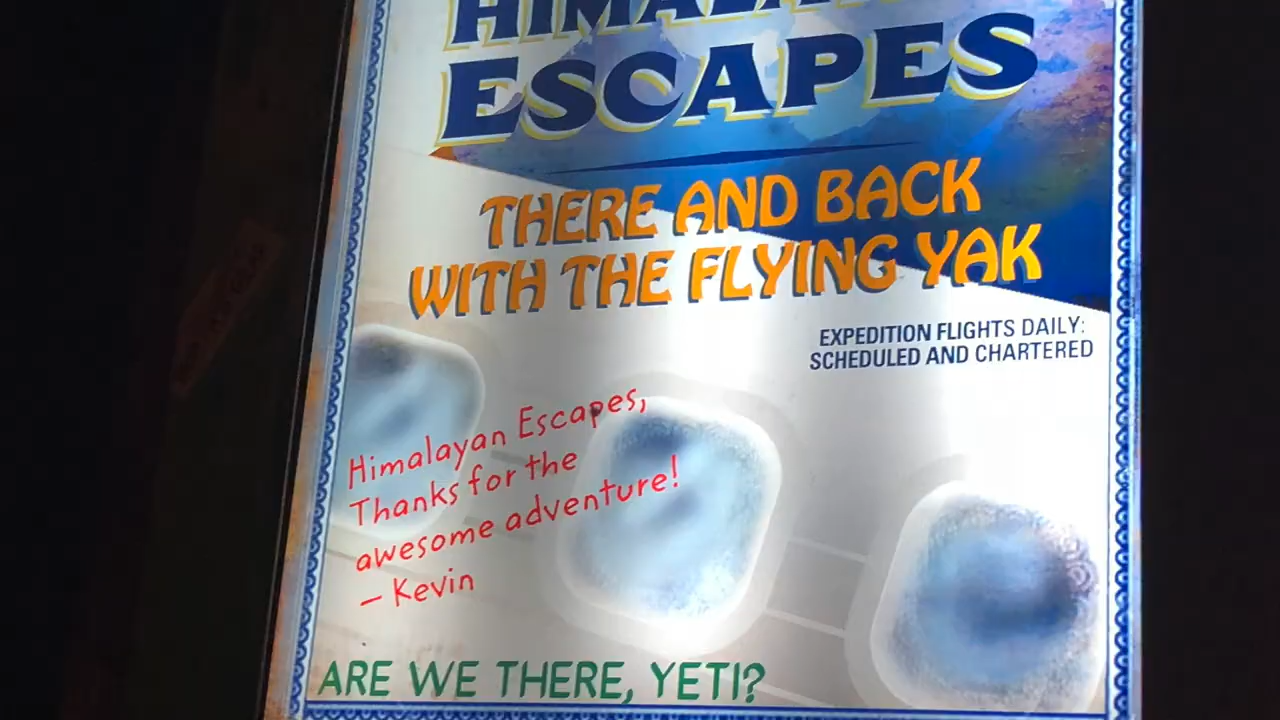 ESCAPES
THERE AND BACK
WITH THE FLYING YAK
EXPEDITION FLIGHTS DAILY:
SCHEDULED AND CHARTERED
Himalayan Escapes,
Thanks for the
awesome adventure!
– Kevin
ARE WE THERE, YETI?